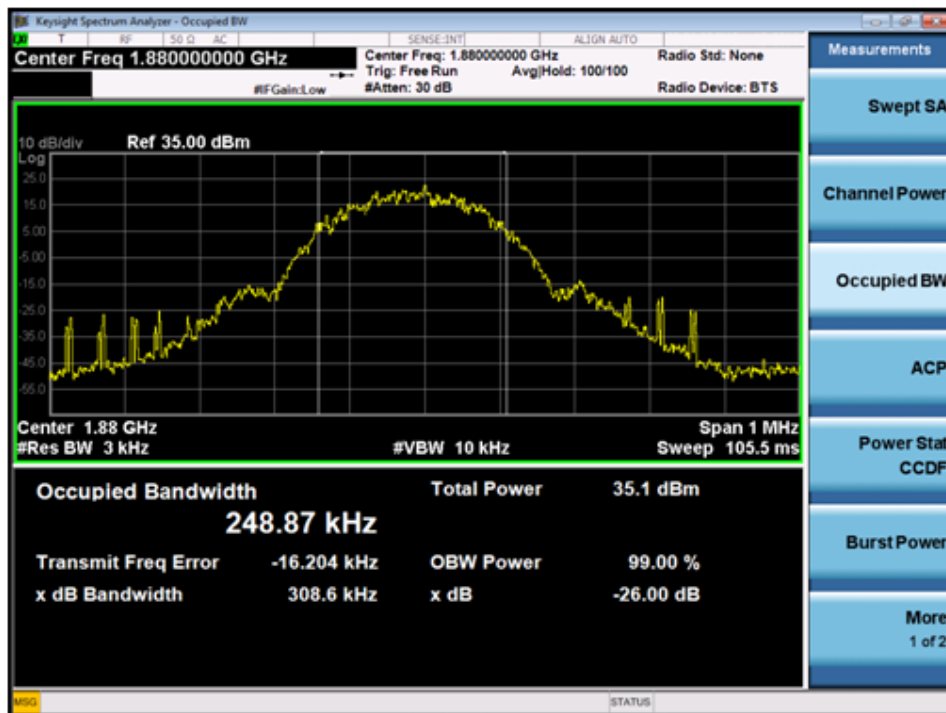 Keysight Spectrum Analyzer - Occupied BW
LXI T RF 50 Ω AC SENSE:INT ALIGN AUTO
Center Freq 1.880000000 GHz
Center Freq: 1.880000000 GHz Radio Std: None
Trig: Free Run Avg|Hold: 100/100
#IFGain:Low #Atten: 30 dB Radio Device: BTS
10 dB/div Ref 35.00 dBm
Log
25.0
15.0
5.00
-5.00
-15.0
-25.0
-35.0
-45.0
-55.0
Center 1.88 GHz Span 1 MHz
#Res BW 3 kHz #VBW 10 kHz Sweep 105.5 ms
Occupied Bandwidth Total Power 35.1 dBm
248.87 kHz
Transmit Freq Error -16.204 kHz OBW Power 99.00 %
x dB Bandwidth 308.6 kHz x dB -26.00 dB
MSG STATUS
Measurements
Swept SA
Channel Power
Occupied BW
ACP
Power Stat
CCDF
Burst Power
More
1 of 2